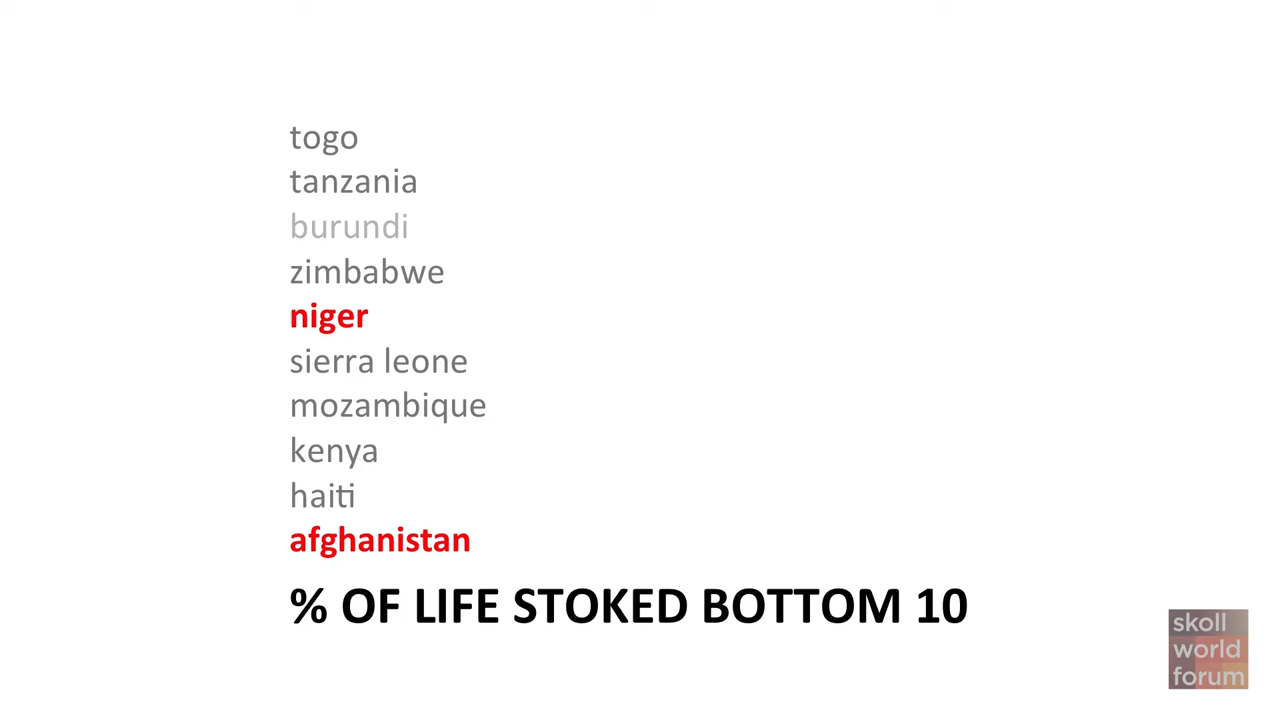 togo
tanzania
burundi
zimbabwe
niger
sierra leone
mozambique
kenya
haiti
afghanistan
% OF LIFE STOKED BOTTOM 10
skoll
world
forum